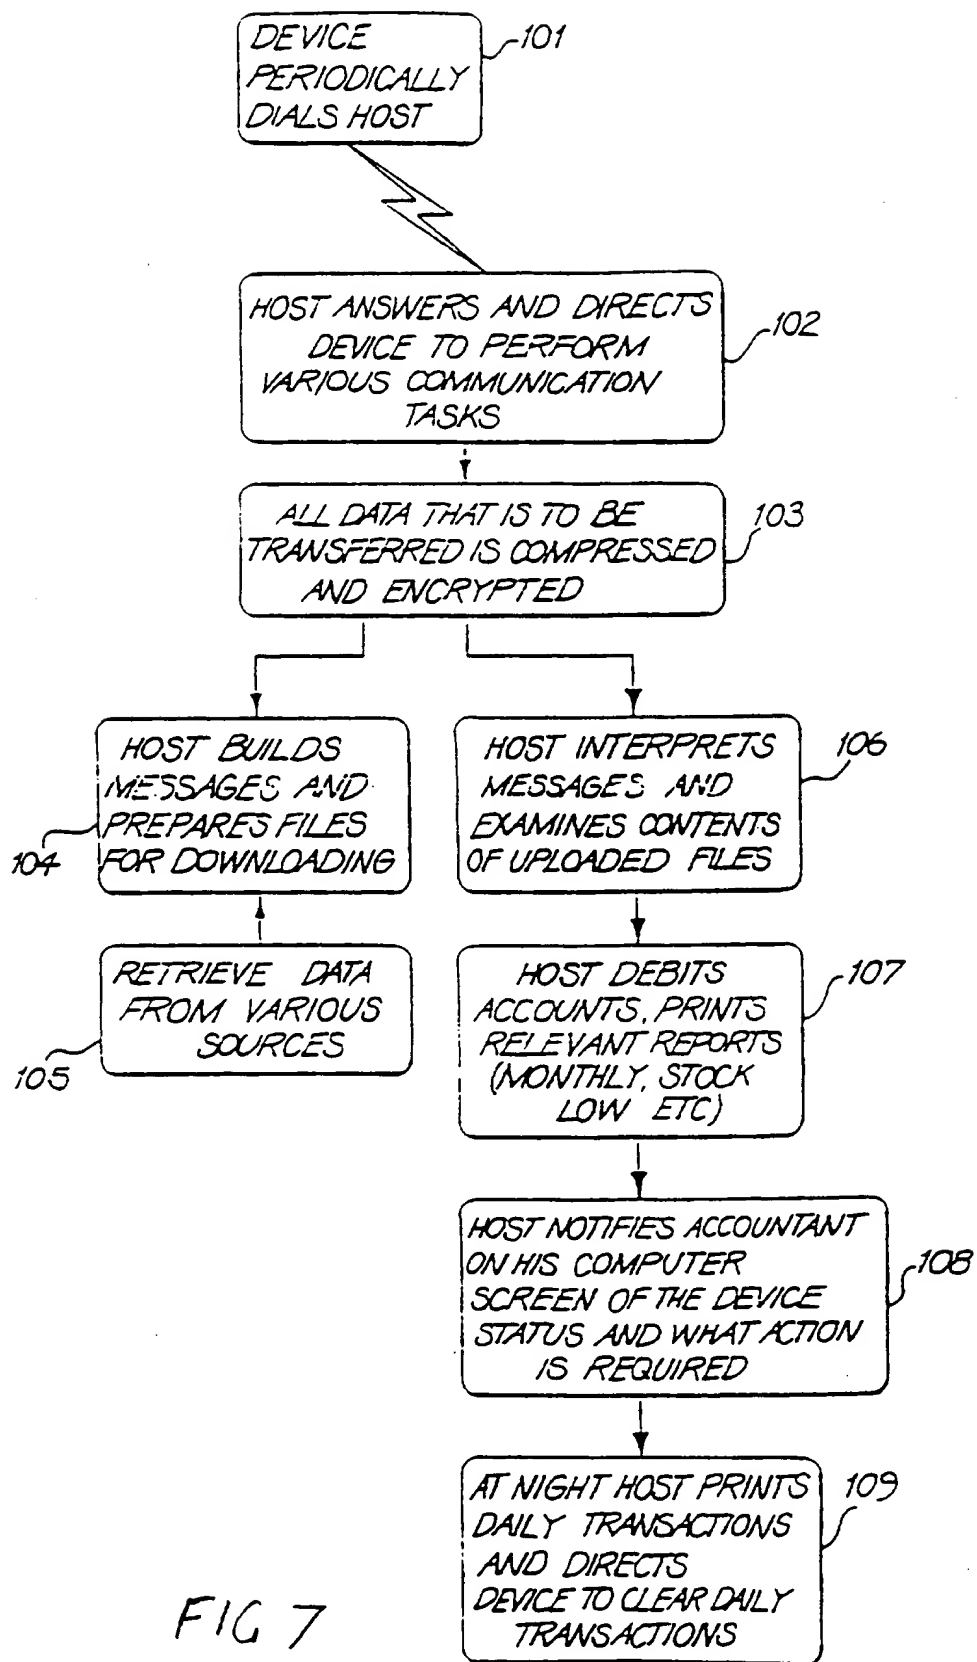 DEVICE
PERIODICALLY
DIALS HOST
101
HOST ANSWERS AND DIRECTS
DEVICE TO PERFORM
VARIOUS COMMUNICATION
TASKS
102
ALL DATA THAT IS TO BE
TRANSFERRED IS COMPRESSED
AND ENCRYPTED
103
HOST BUILDS
MESSAGES AND
PREPARES FILES
FOR DOWNLOADING
104
RETRIEVE DATA
FROM VARIOUS
SOURCES
105
HOST INTERPRETS
MESSAGES AND
EXAMINES CONTENTS
OF UPLOADED FILES
106
HOST DEBITS
ACCOUNTS, PRINTS
RELEVANT REPORTS
(MONTHLY, STOCK
LOW ETC)
107
HOST NOTIFIES ACCOUNTANT
ON HIS COMPUTER
SCREEN OF THE DEVICE
STATUS AND WHAT ACTION
IS REQUIRED
108
AT NIGHT HOST PRINTS
DAILY TRANSACTIONS
AND DIRECTS
DEVICE TO CLEAR DAILY
TRANSACTIONS
109
FIG 7